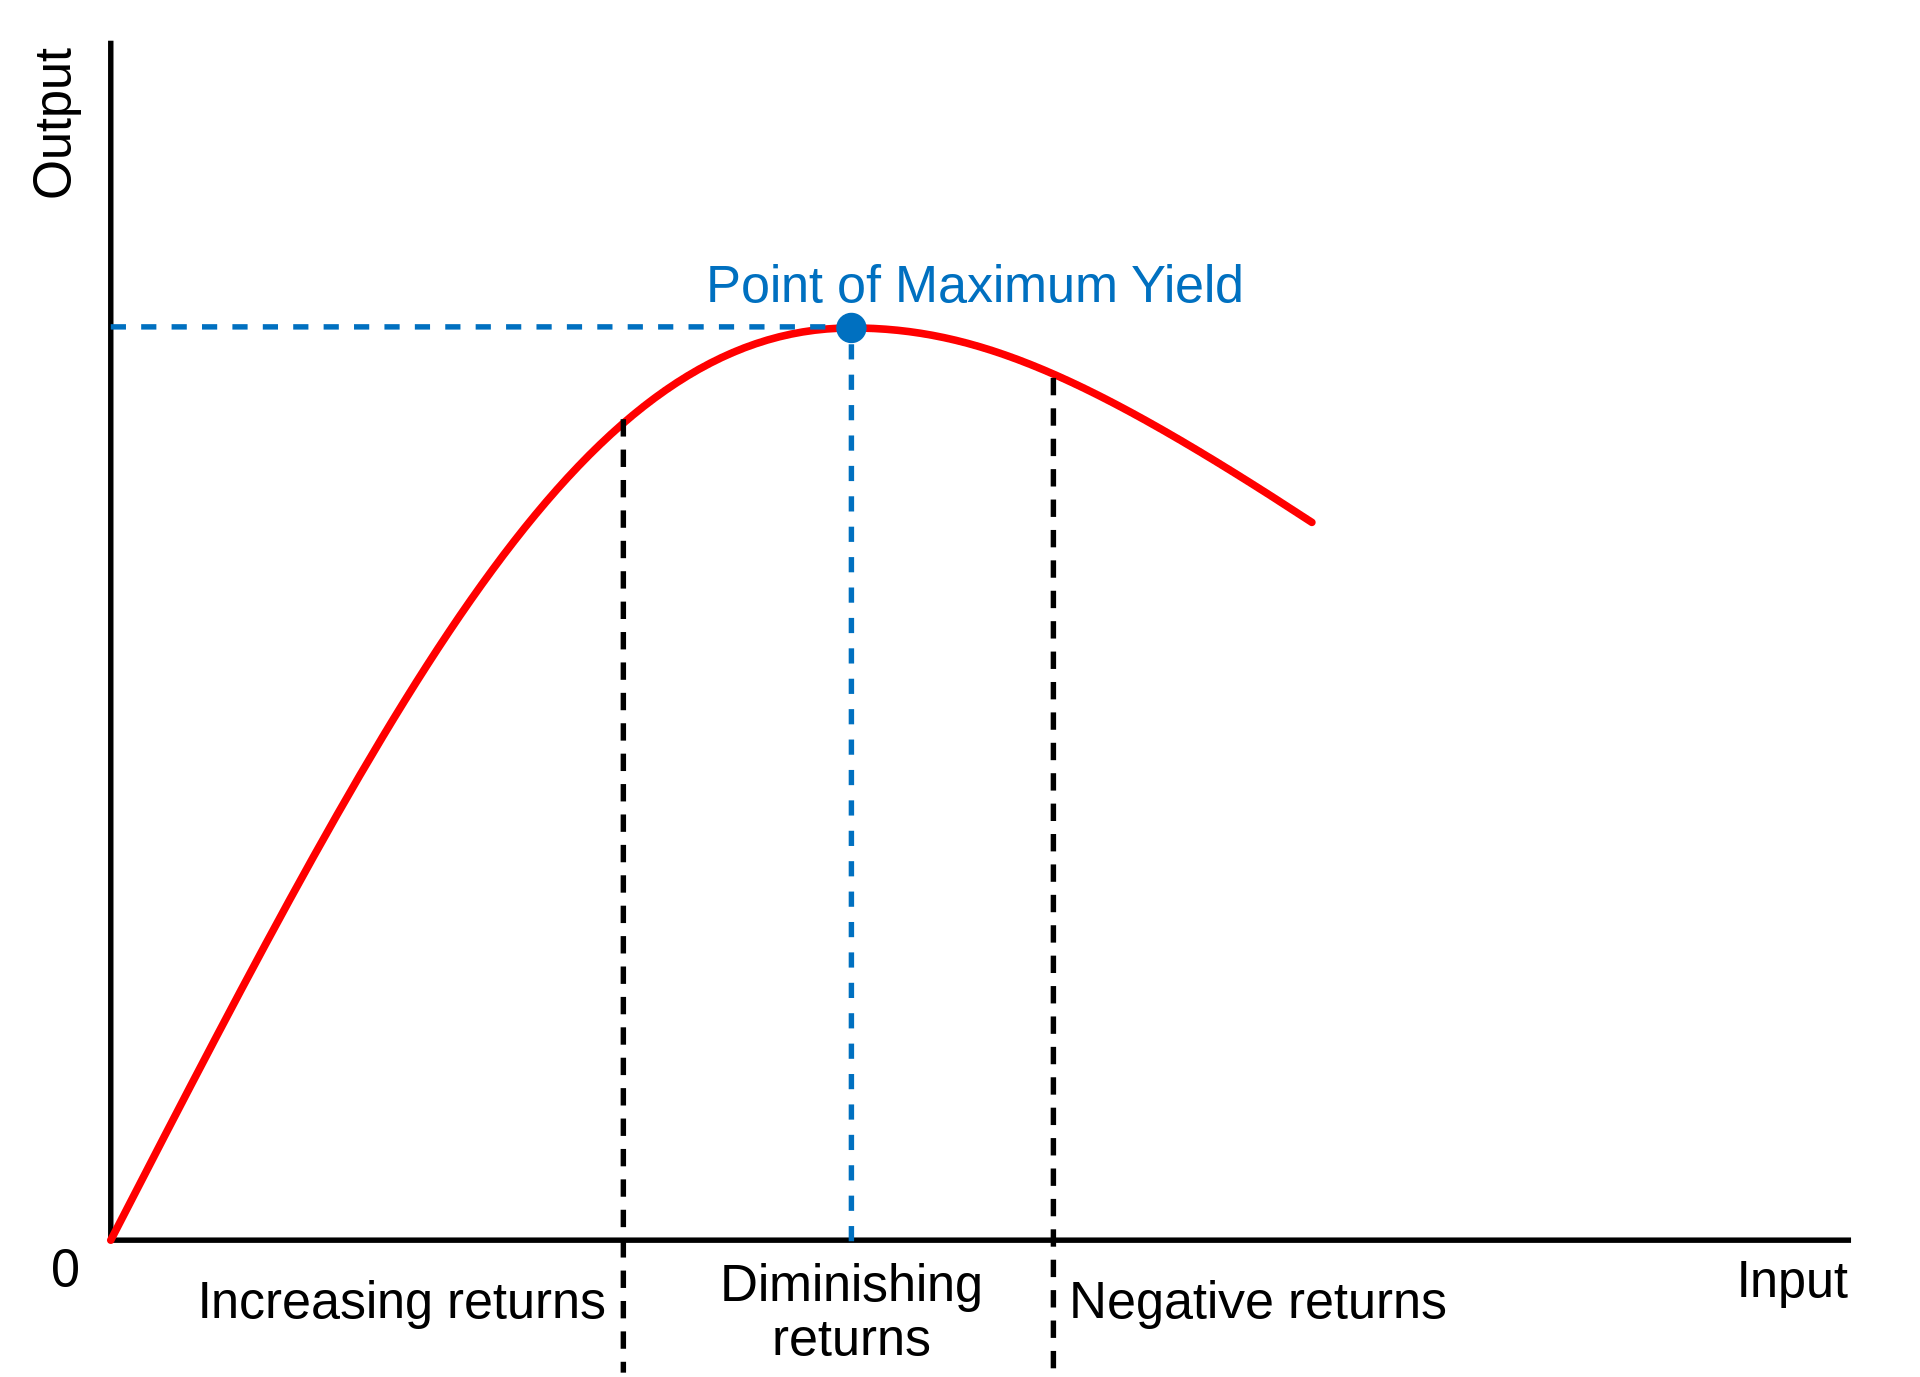 Output
Point of Maximum Yield
0
Increasing returns
Diminishing
returns
Negative returns
Input